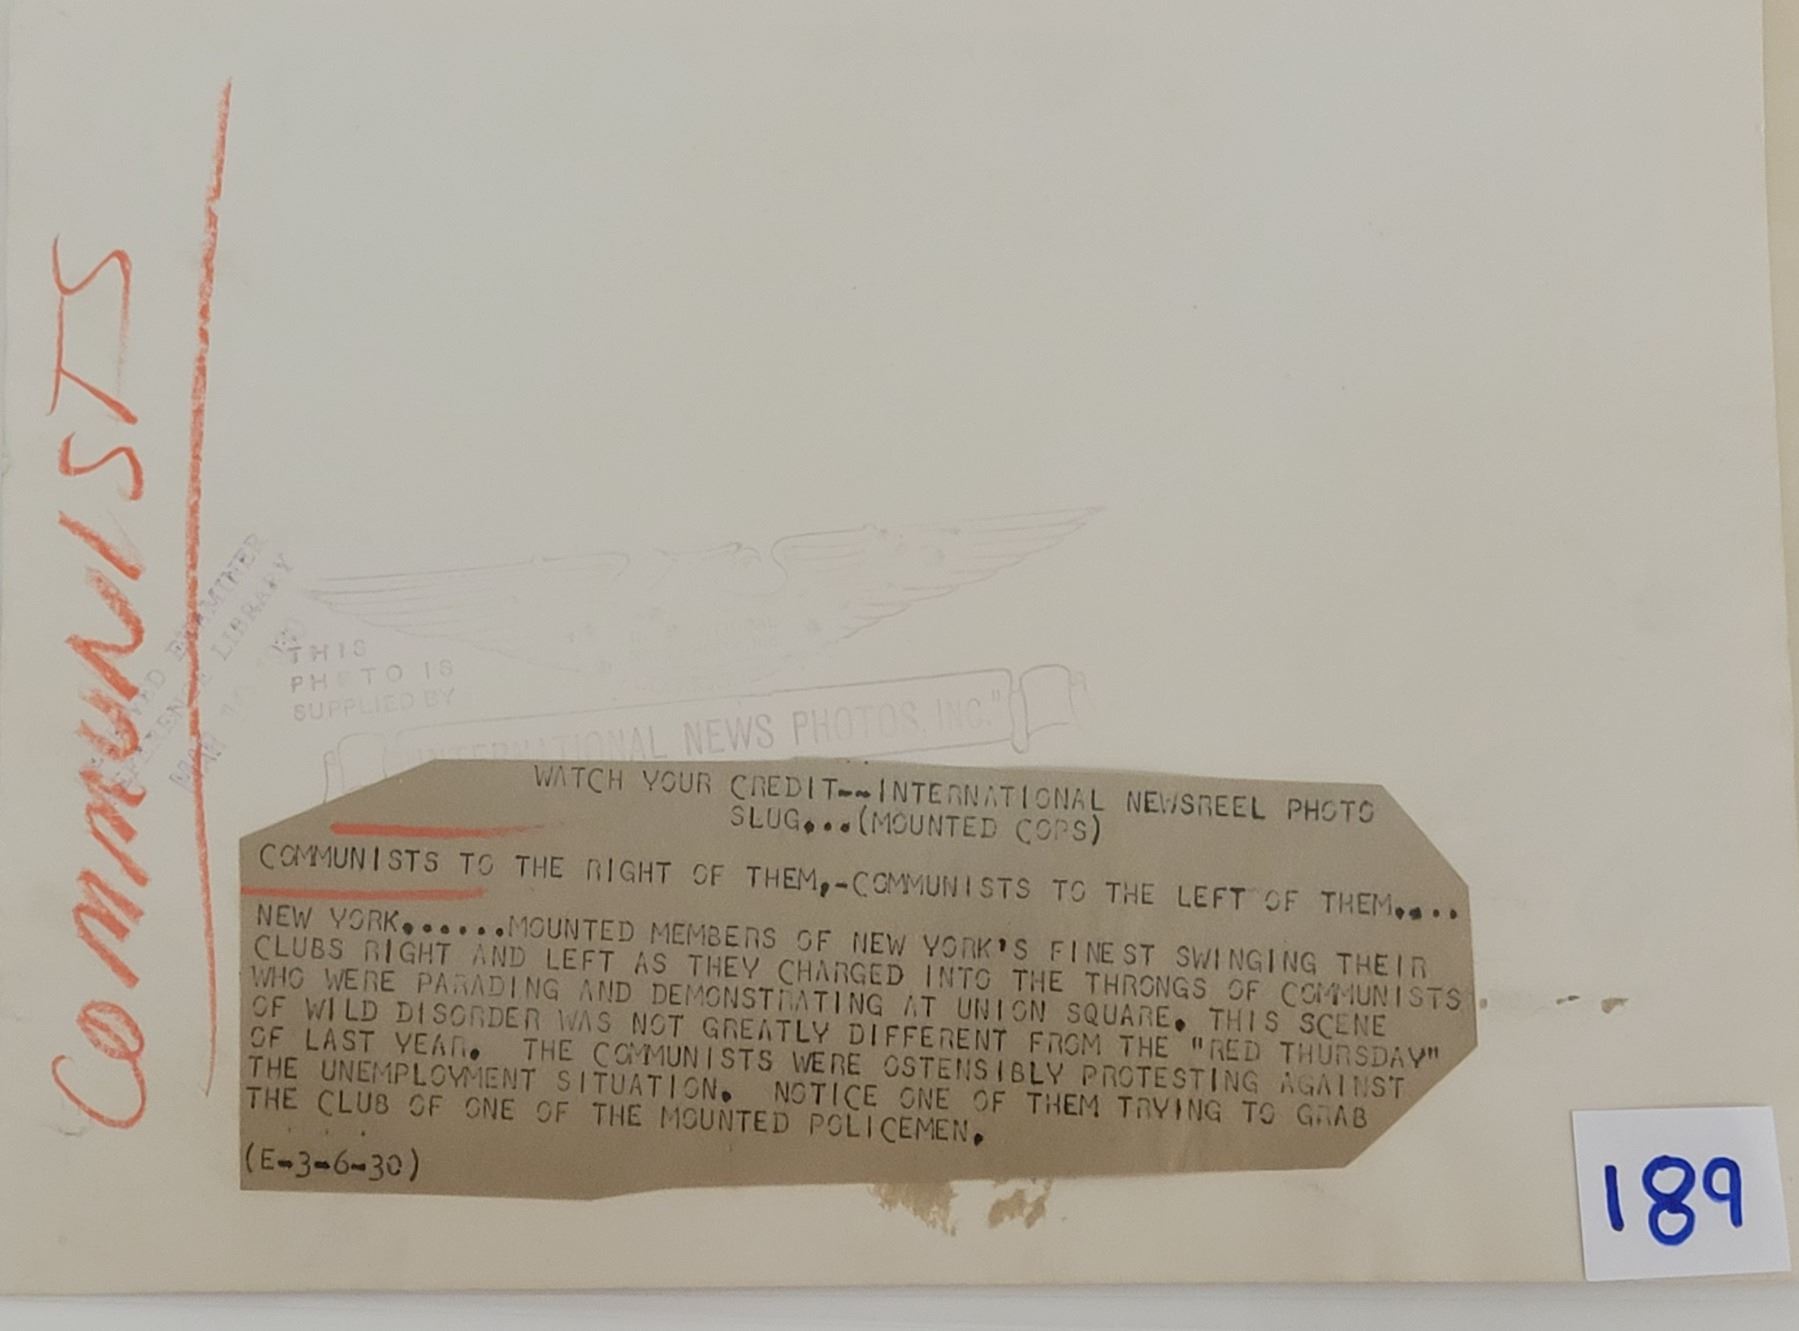 COMMUNISTS
EXAMINER
LIBRARY
MAR
THIS
PHOTO IS
SUPPLIED BY
"INTERNATIONAL NEWS PHOTOS, INC."
WATCH YOUR CREDIT--INTERNATIONAL NEWSREEL PHOTO
SLUG...(MOUNTED COPS)
COMMUNISTS TO THE RIGHT OF THEM,-COMMUNISTS TO THE LEFT OF THEM....
NEW YORK.......MOUNTED MEMBERS OF NEW YORK'S FINEST SWINGING THEIR
CLUBS RIGHT AND LEFT AS THEY CHARGED INTO THE THRONGS OF COMMUNISTS
WHO WERE PARADING AND DEMONSTRATING AT UNION SQUARE. THIS SCENE
OF WILD DISORDER WAS NOT GREATLY DIFFERENT FROM THE "RED THURSDAY"
OF LAST YEAR. THE COMMUNISTS WERE OSTENSIBLY PROTESTING AGAINST
THE UNEMPLOYMENT SITUATION. NOTICE ONE OF THEM TRYING TO GRAB
THE CLUB OF ONE OF THE MOUNTED POLICEMEN.
(E-3-6-30)
189